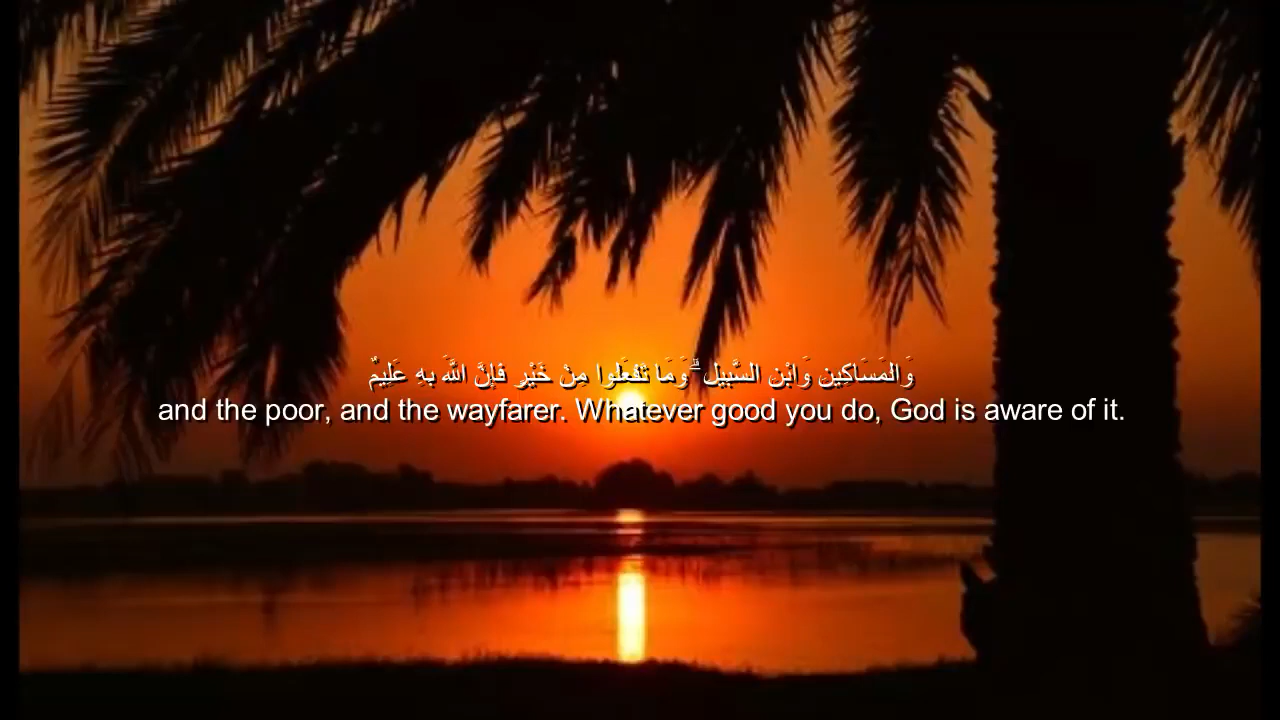 وَالْمَسَاكِينِ وَابْنِ السَّبِيلِ ۗ وَمَا تَفْعَلُوا مِنْ خَيْرٍ فَإِنَّ اللَّهَ بِهِ عَلِيمٌ
and the poor, and the wayfarer. Whatever good you do, God is aware of it.